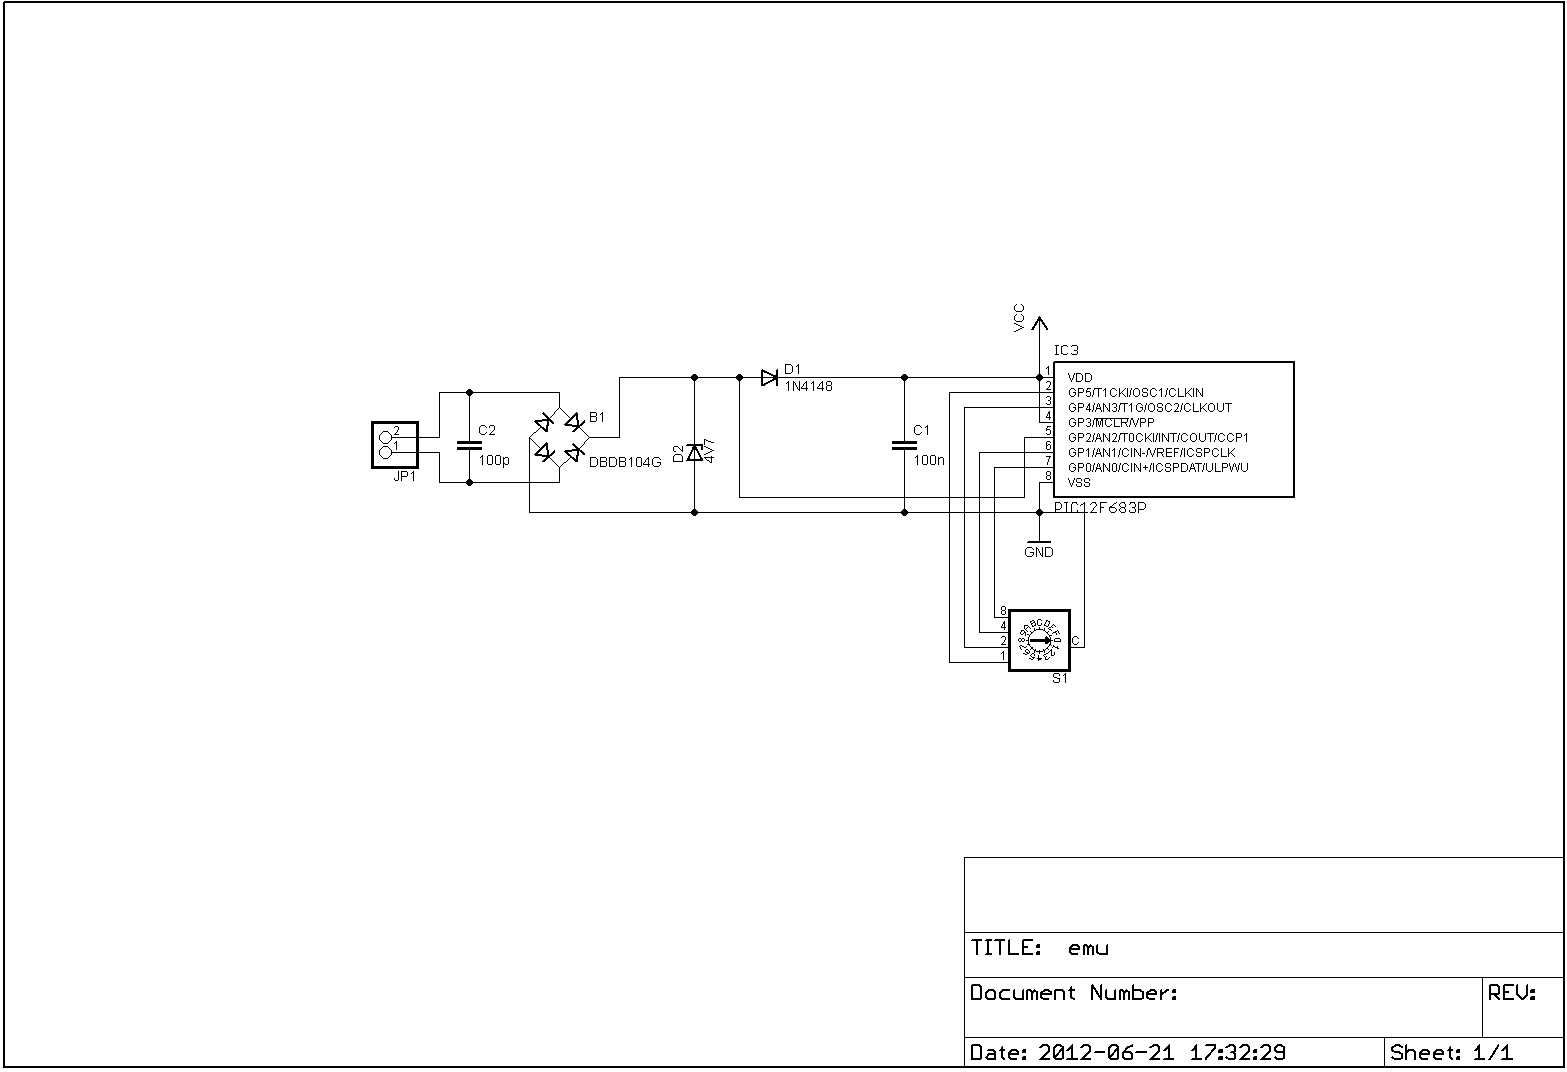 VCC
IC3
D1
1N4148
1 VDD
2 GP5/T1CKI/OSC1/CLKIN
3 GP4/AN3/T1G/OSC2/CLKOUT
4 GP3/MCLR/VPP
5 GP2/AN2/T0CKI/INT/COUT/CCP1
6 GP1/AN1/CIN-/VREF/ICSPCLK
7 GP0/AN0/CIN+/ICSPDAT/ULPWU
8 VSS
PIC12F683P
B1
DBDB104G
C2
100p
2
1
JP1
D2
4V7
C1
100n
GND
8
4
2
1
C
0123456789ABCDEF
S1
TITLE: emu
Document Number:
REV:
Date: 2012-06-21 17:32:29
Sheet: 1/1